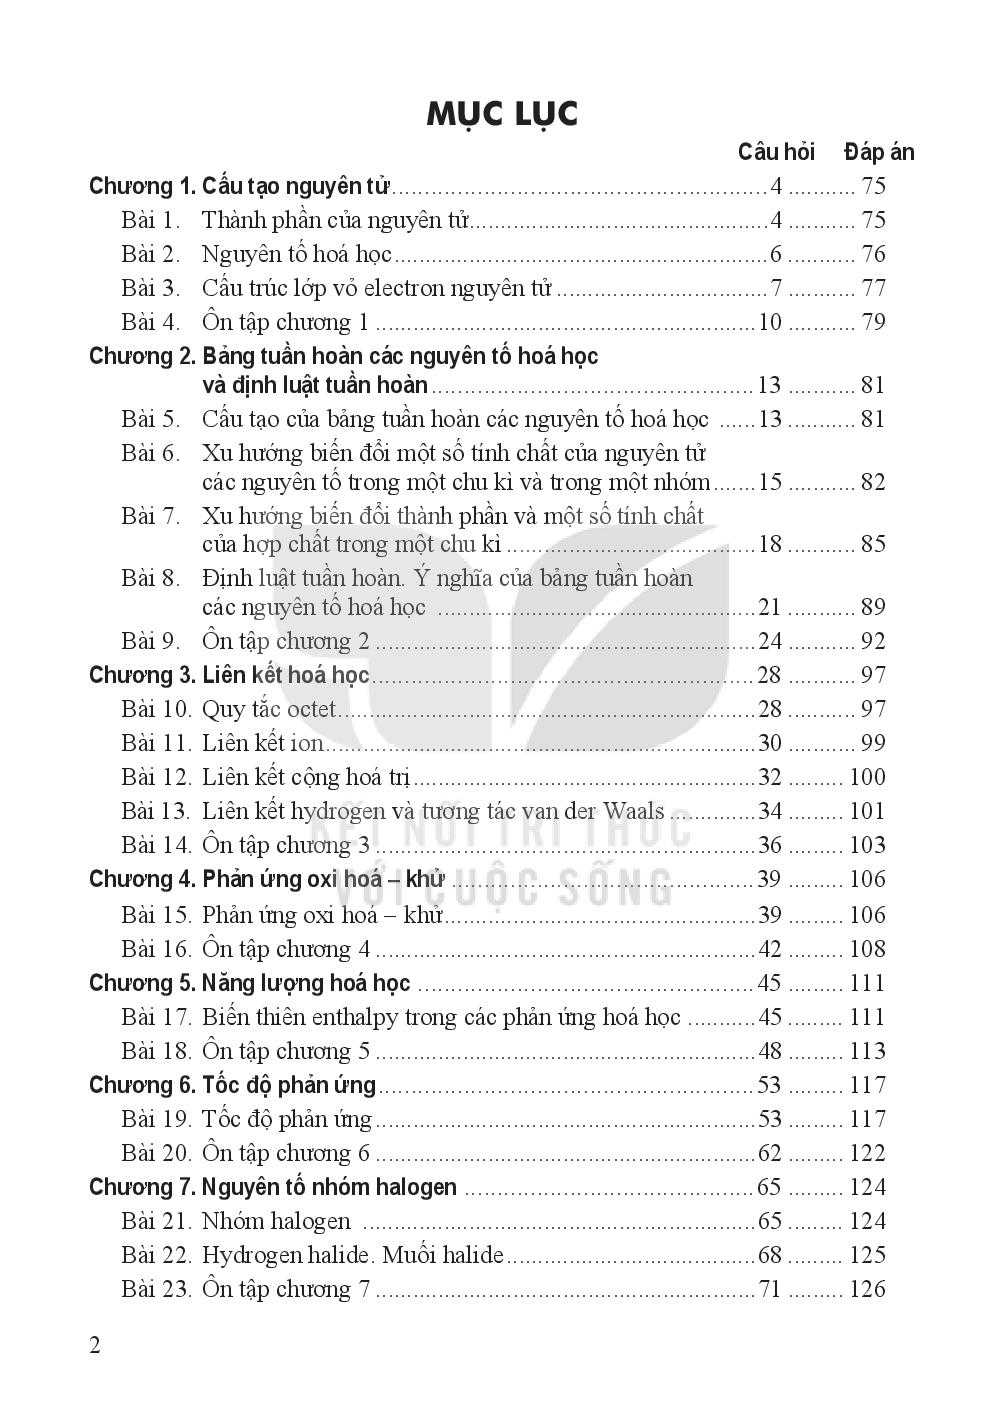 MỤC LỤC
Câu hỏi Đáp án
Chương 1. Cấu tạo nguyên tử 4 75
Bài 1. Thành phần của nguyên tử 4 75
Bài 2. Nguyên tố hoá học 6 76
Bài 3. Cấu trúc lớp vỏ electron nguyên tử 7 77
Bài 4. Ôn tập chương 1 10 79
Chương 2. Bảng tuần hoàn các nguyên tố hoá học
và định luật tuần hoàn 13 81
Bài 5. Cấu tạo của bảng tuần hoàn các nguyên tố hoá học 13 81
Bài 6. Xu hướng biến đổi một số tính chất của nguyên tử
các nguyên tố trong một chu kì và trong một nhóm 15 82
Bài 7. Xu hướng biến đổi thành phần và một số tính chất
của hợp chất trong một chu kì 18 85
Bài 8. Định luật tuần hoàn. Ý nghĩa của bảng tuần hoàn
các nguyên tố hoá học 21 89
Bài 9. Ôn tập chương 2 24 92
Chương 3. Liên kết hoá học 28 97
Bài 10. Quy tắc octet 28 97
Bài 11. Liên kết ion 30 99
Bài 12. Liên kết cộng hoá trị 32 100
Bài 13. Liên kết hydrogen và tương tác van der Waals 34 101
KẾT NỐI TRI THỨC
Bài 14. Ôn tập chương 3 36 103
Chương 4. Phản ứng oxi hoá – khử 39 106
VỚI CUỘC SỐNG
Bài 15. Phản ứng oxi hoá – khử 39 106
Bài 16. Ôn tập chương 4 42 108
Chương 5. Năng lượng hoá học 45 111
Bài 17. Biến thiên enthalpy trong các phản ứng hoá học 45 111
Bài 18. Ôn tập chương 5 48 113
Chương 6. Tốc độ phản ứng 53 117
Bài 19. Tốc độ phản ứng 53 117
Bài 20. Ôn tập chương 6 62 122
Chương 7. Nguyên tố nhóm halogen 65 124
Bài 21. Nhóm halogen 65 124
Bài 22. Hydrogen halide. Muối halide 68 125
Bài 23. Ôn tập chương 7 71 126
2